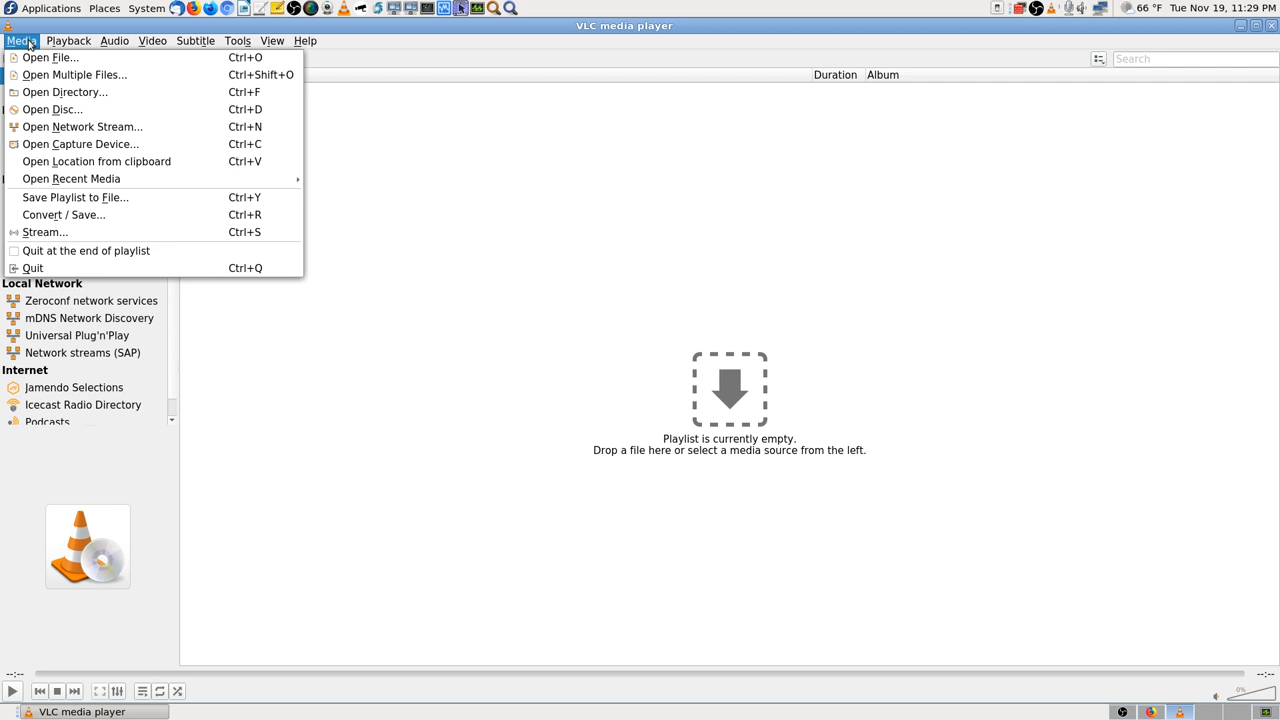 Applications Places System 66 °F Tue Nov 19, 11:29 PM
VLC media player
Media Playback Audio Video Subtitle Tools View Help
Open File... Ctrl+O
Open Multiple Files... Ctrl+Shift+O
Open Directory... Ctrl+F
Open Disc... Ctrl+D
Open Network Stream... Ctrl+N
Open Capture Device... Ctrl+C
Open Location from clipboard Ctrl+V
Open Recent Media
Save Playlist to File... Ctrl+Y
Convert / Save... Ctrl+R
Stream... Ctrl+S
Quit at the end of playlist
Quit Ctrl+Q
Search
Duration Album
Local Network
Zeroconf network services
mDNS Network Discovery
Universal Plug'n'Play
Network streams (SAP)
Internet
Jamendo Selections
Icecast Radio Directory
Podcasts
Playlist is currently empty.
Drop a file here or select a media source from the left.
--:-- --:--
0%
VLC media player